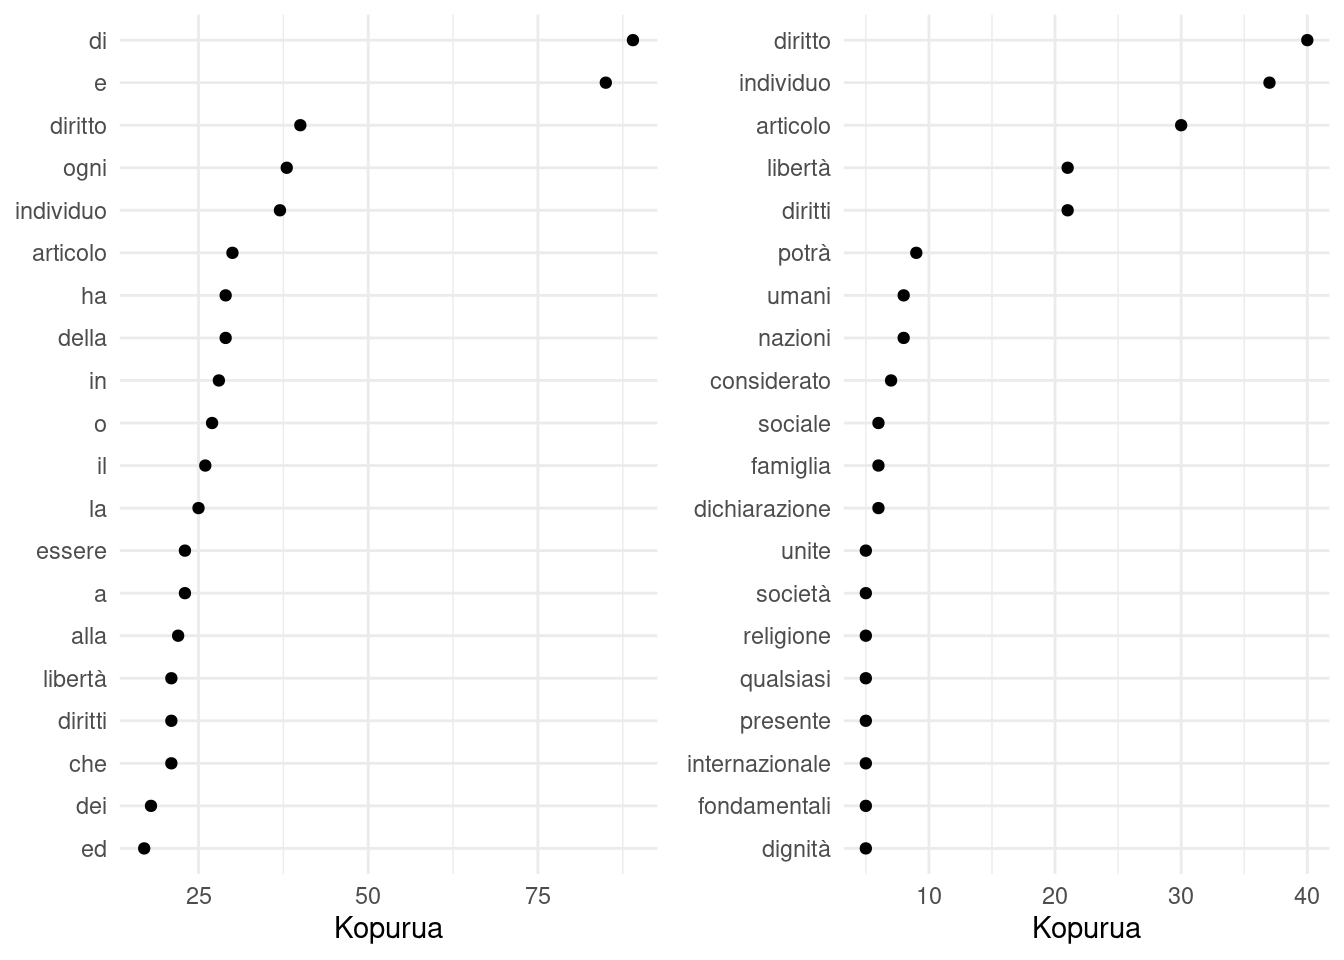 di
e
diritto
ogni
individuo
articolo
ha
della
in
o
il
la
essere
a
alla
libertà
diritti
che
dei
ed
25 50 75
Kopurua
diritto
individuo
articolo
libertà
diritti
potrà
umani
nazioni
considerato
sociale
famiglia
dichiarazione
unite
società
religione
qualsiasi
presente
internazionale
fondamentali
dignità
10 20 30 40
Kopurua